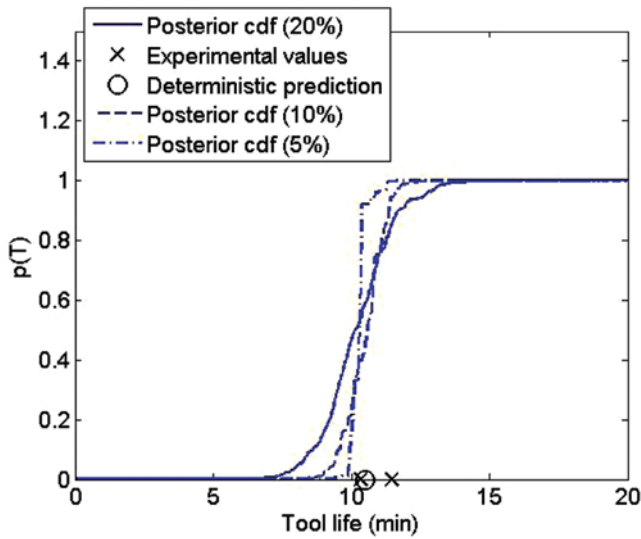 Posterior cdf (20%)
Experimental values
Deterministic prediction
Posterior cdf (10%)
Posterior cdf (5%)
1.4
1.2
1
0.8
0.6
0.4
0.2
0
p(T)
0 5 10 15 20
Tool life (min)